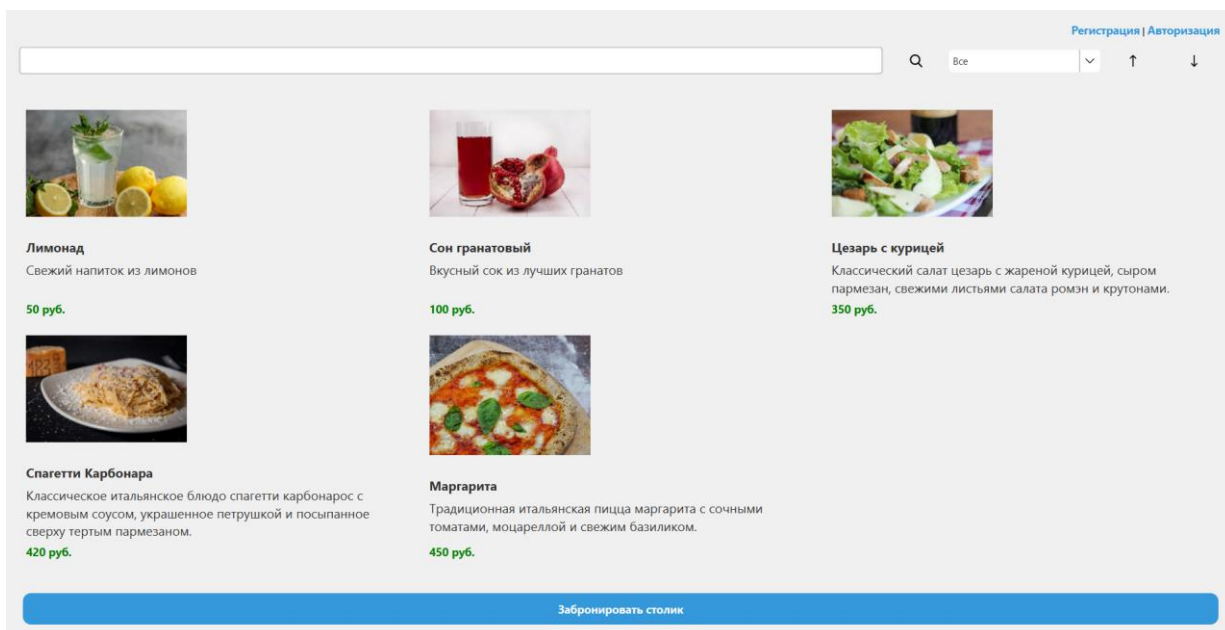 Регистрация | Авторизация
Все
Лимонад
Свежий напиток из лимонов
50 руб.
Сон гранатовый
Вкусный сок из лучших гранатов
100 руб.
Цезарь с курицей
Классический салат цезарь с жареной курицей, сыром
пармезан, свежими листьями салата ромэн и крутонами.
350 руб.
Спагетти Карбонара
Классическое итальянское блюдо спагетти карбонарос с
кремовым соусом, украшенное петрушкой и посыпанное
сверху тертым пармезаном.
420 руб.
Маргарита
Традиционная итальянская пицца маргарита с сочными
томатами, моцареллой и свежим базиликом.
450 руб.
Забронировать столик